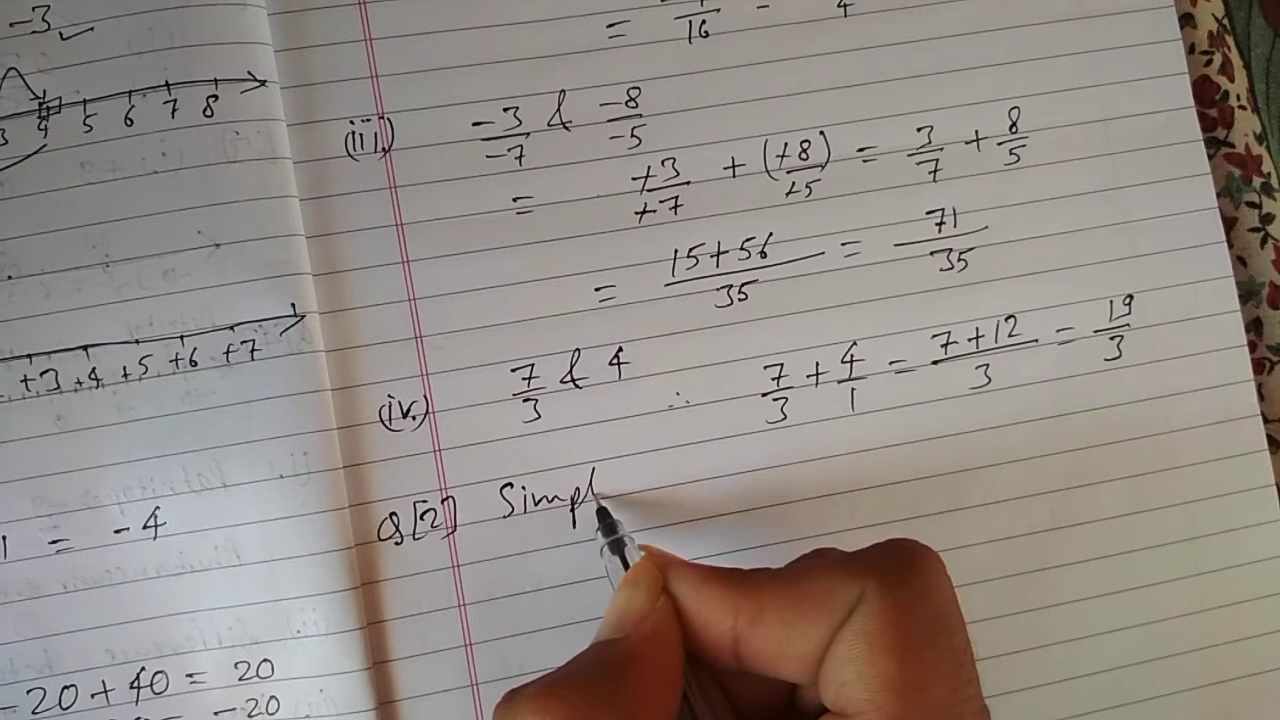 -3
3 4 5 6 7 8
+3 +4 +5 +6 +7
1 = -4
-20 + 40 = 20
-20
= /16 - 4
(iii) -3/-7 & -8/-5
= +3/+7 + (+8/+5) = 3/7 + 8/5
= 15+56/35 = 71/35
(iv.) 7/3 & 4 ∴ 7/3 + 4/1 = 7+12/3 = 19/3
Q[2] Simpl